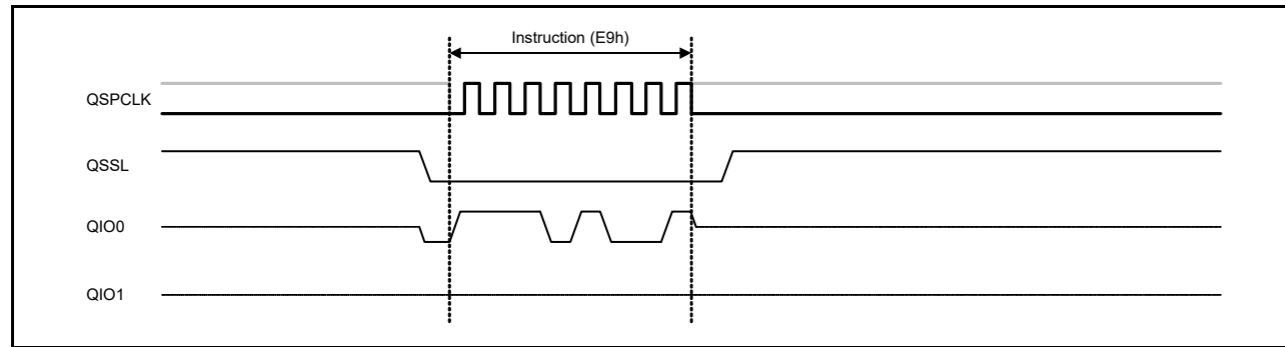 Instruction (E9h)
QSPCLK
QSSL
QIO0
QIO1